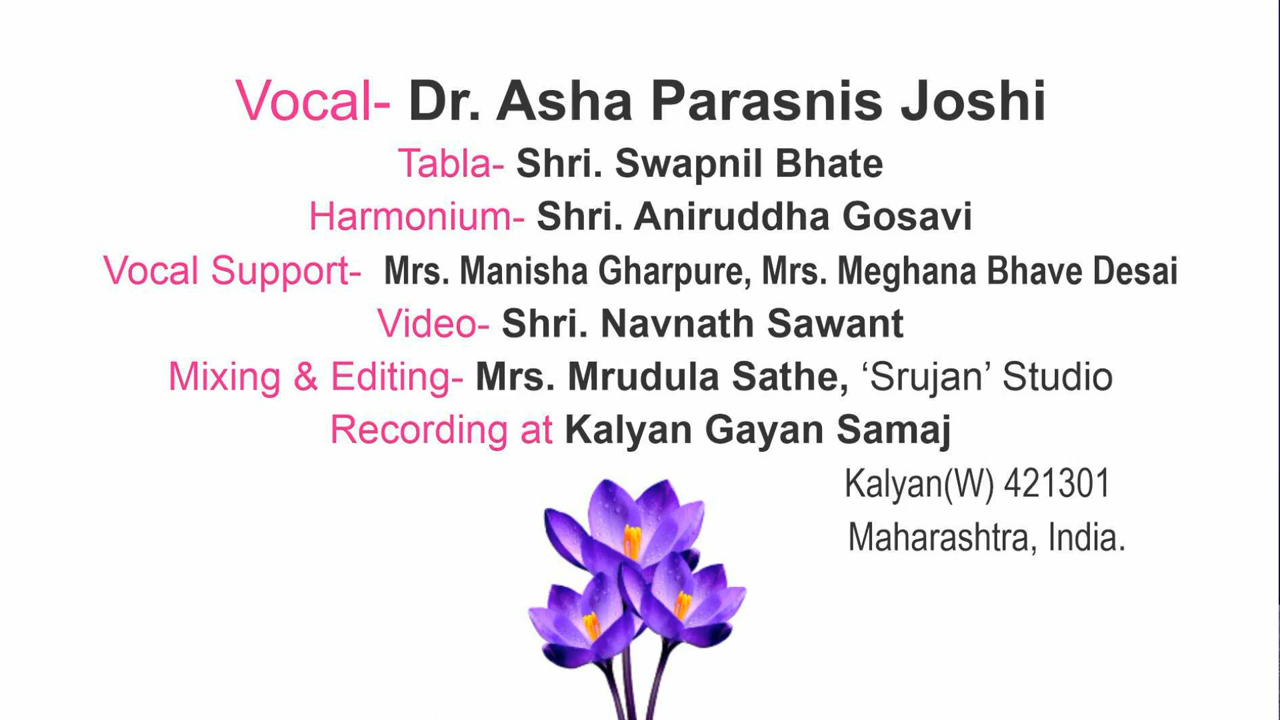 Vocal- Dr. Asha Parasnis Joshi
Tabla- Shri. Swapnil Bhate
Harmonium- Shri. Aniruddha Gosavi
Vocal Support- Mrs. Manisha Gharpure, Mrs. Meghana Bhave Desai
Video- Shri. Navnath Sawant
Mixing & Editing- Mrs. Mrudula Sathe, ‘Srujan’ Studio
Recording at Kalyan Gayan Samaj
Kalyan(W) 421301
Maharashtra, India.